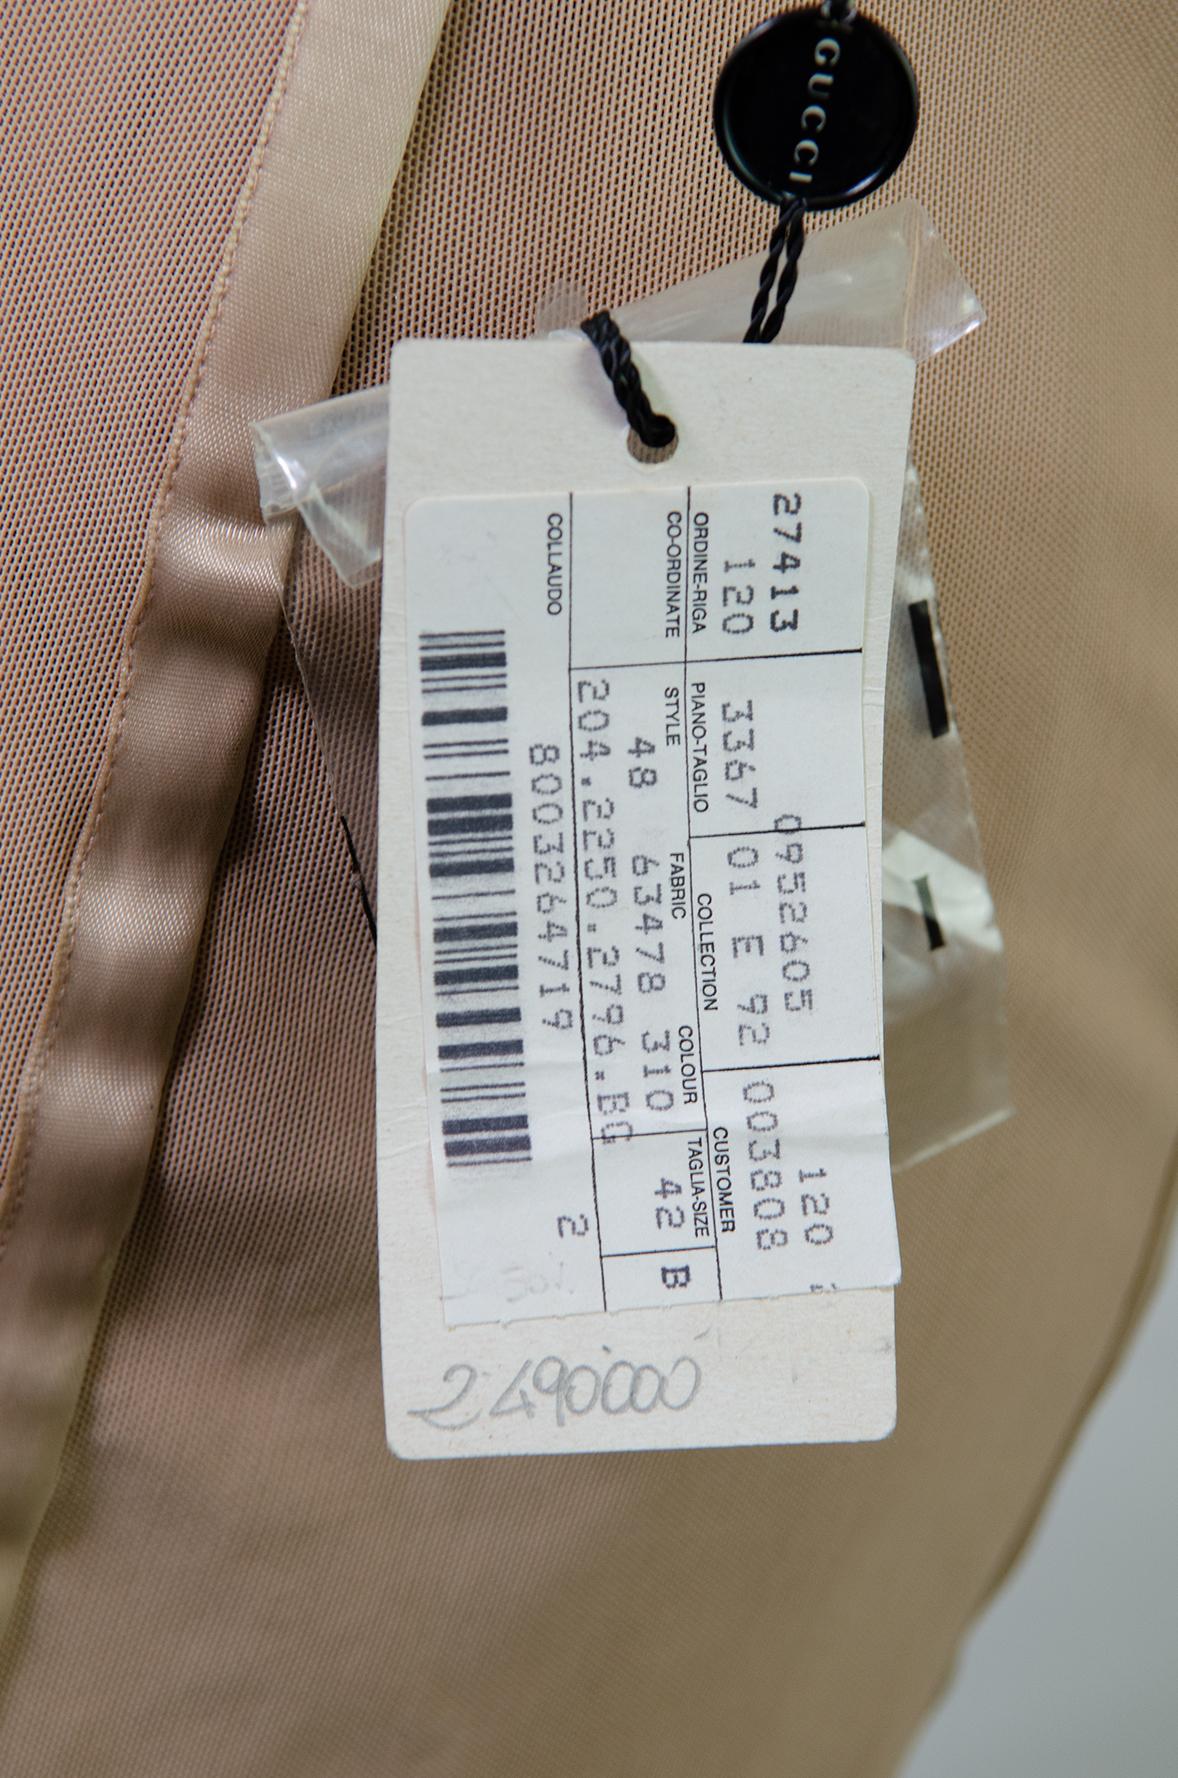 GUCCI
27413 0952605 120
120 3367 01 E 92 003808
ORDINE-RIGA PIANO-TAGLIO COLLECTION CUSTOMER
CO-ORDINATE STYLE FABRIC COLOUR TAGLIA-SIZE
48 63478 310 42 B
204.2250.2796.BG
COLLAUDO 8003264719 2
2490000